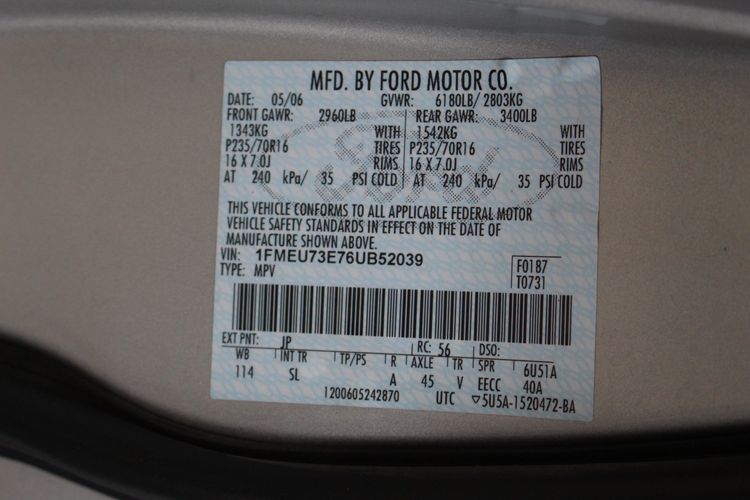 MFD. BY FORD MOTOR CO.
DATE: 05/06 GVWR: 6180LB/ 2803KG
FRONT GAWR: 2960LB REAR GAWR: 3400LB
1343KG WITH 1542KG WITH
P235/70R16 TIRES P235/70R16 TIRES
16 X 7.0J RIMS 16 X 7.0J RIMS
AT 240 kPa/ 35 PSI COLD AT 240 kPa/ 35 PSI COLD
Ford
THIS VEHICLE CONFORMS TO ALL APPLICABLE FEDERAL MOTOR
VEHICLE SAFETY STANDARDS IN EFFECT ON THE DATE OF
MANUFACTURE SHOWN ABOVE.
VIN: 1FMEU73E76UB52039 F0187
TYPE: MPV T0731
EXT PNT: JP RC: 56 DSO:
WB INT TR TP/PS R AXLE TR SPR 6U51A
114 SL A 45 V EECC 40A
1200605242870 UTC ▽5U5A-1520472-BA